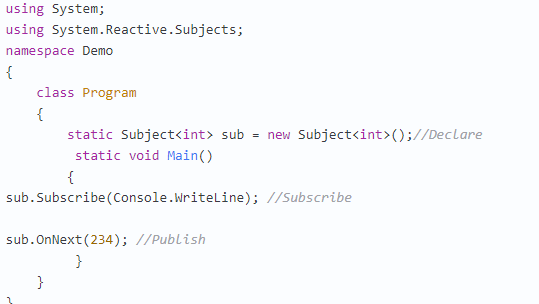 using System;
using System.Reactive.Subjects;
namespace Demo
{
    class Program
    {
        static Subject<int> sub = new Subject<int>();//Declare
         static void Main()
        {
sub.Subscribe(Console.WriteLine); //Subscribe

sub.OnNext(234); //Publish
         }
    }
}